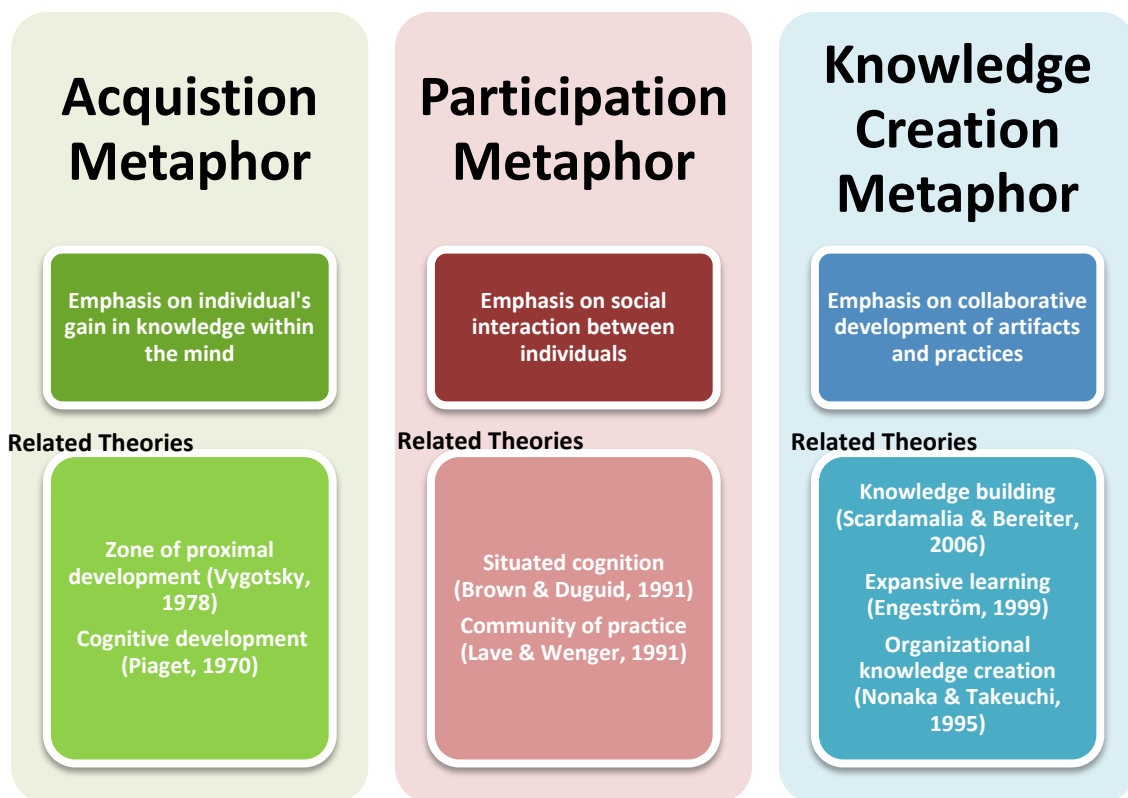 Acquistion
Metaphor
Emphasis on individual's
gain in knowledge within
the mind
Related Theories
Zone of proximal
development (Vygotsky,
1978)
Cognitive development
(Piaget, 1970)
Participation
Metaphor
Emphasis on social
interaction between
individuals
Related Theories
Situated cognition
(Brown & Duguid, 1991)
Community of practice
(Lave & Wenger, 1991)
Knowledge
Creation
Metaphor
Emphasis on collaborative
development of artifacts
and practices
Related Theories
Knowledge building
(Scardamalia & Bereiter,
2006)
Expansive learning
(Engeström, 1999)
Organizational
knowledge creation
(Nonaka & Takeuchi,
1995)